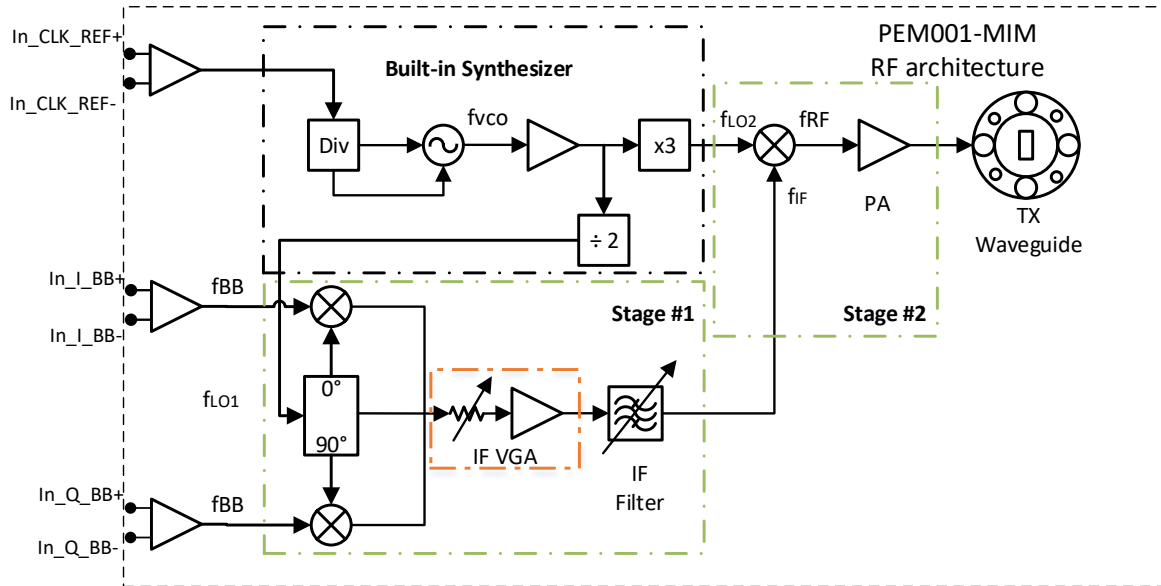 PEM001-MIM
RF architecture
In_CLK_REF+
In_CLK_REF-
Built-in Synthesizer
Div
fVCO
x3
÷ 2
fLO2
fRF
fIF
PA
TX
Waveguide
Stage #2
In_I_BB+
In_I_BB-
fBB
Stage #1
fLO1
0°
90°
IF VGA
IF
Filter
In_Q_BB+
In_Q_BB-
fBB